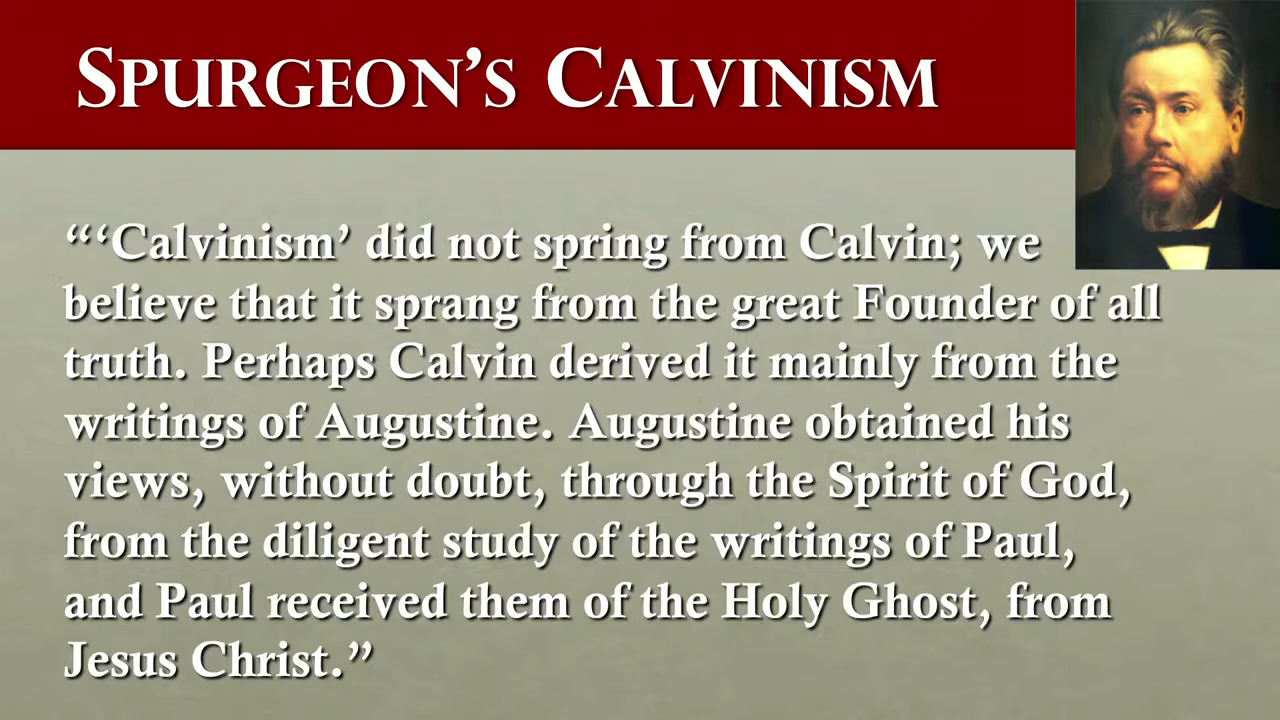 SPURGEON’S CALVINISM
“‘Calvinism’ did not spring from Calvin; we
believe that it sprang from the great Founder of all
truth. Perhaps Calvin derived it mainly from the
writings of Augustine. Augustine obtained his
views, without doubt, through the Spirit of God,
from the diligent study of the writings of Paul,
and Paul received them of the Holy Ghost, from
Jesus Christ.”